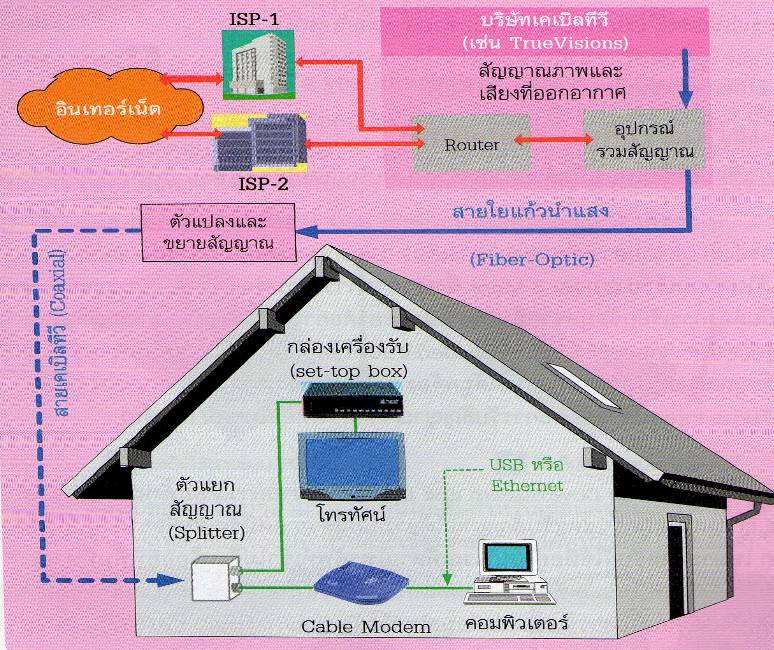 ISP-1
อินเทอร์เน็ต
ISP-2
บริษัทเคเบิลทีวี
(เช่น TrueVisions)
สัญญาณภาพและ
เสียงที่ออกอากาศ
Router
อุปกรณ์
รวมสัญญาณ
สายใยแก้วนำแสง
(Fiber-Optic)
ตัวแปลงและ
ขยายสัญญาณ
สายเคเบิลทีวี (Coaxial)
กล่องเครื่องรับ
(set-top box)
โทรทัศน์
USB หรือ
Ethernet
ตัวแยก
สัญญาณ
(Splitter)
Cable Modem
คอมพิวเตอร์